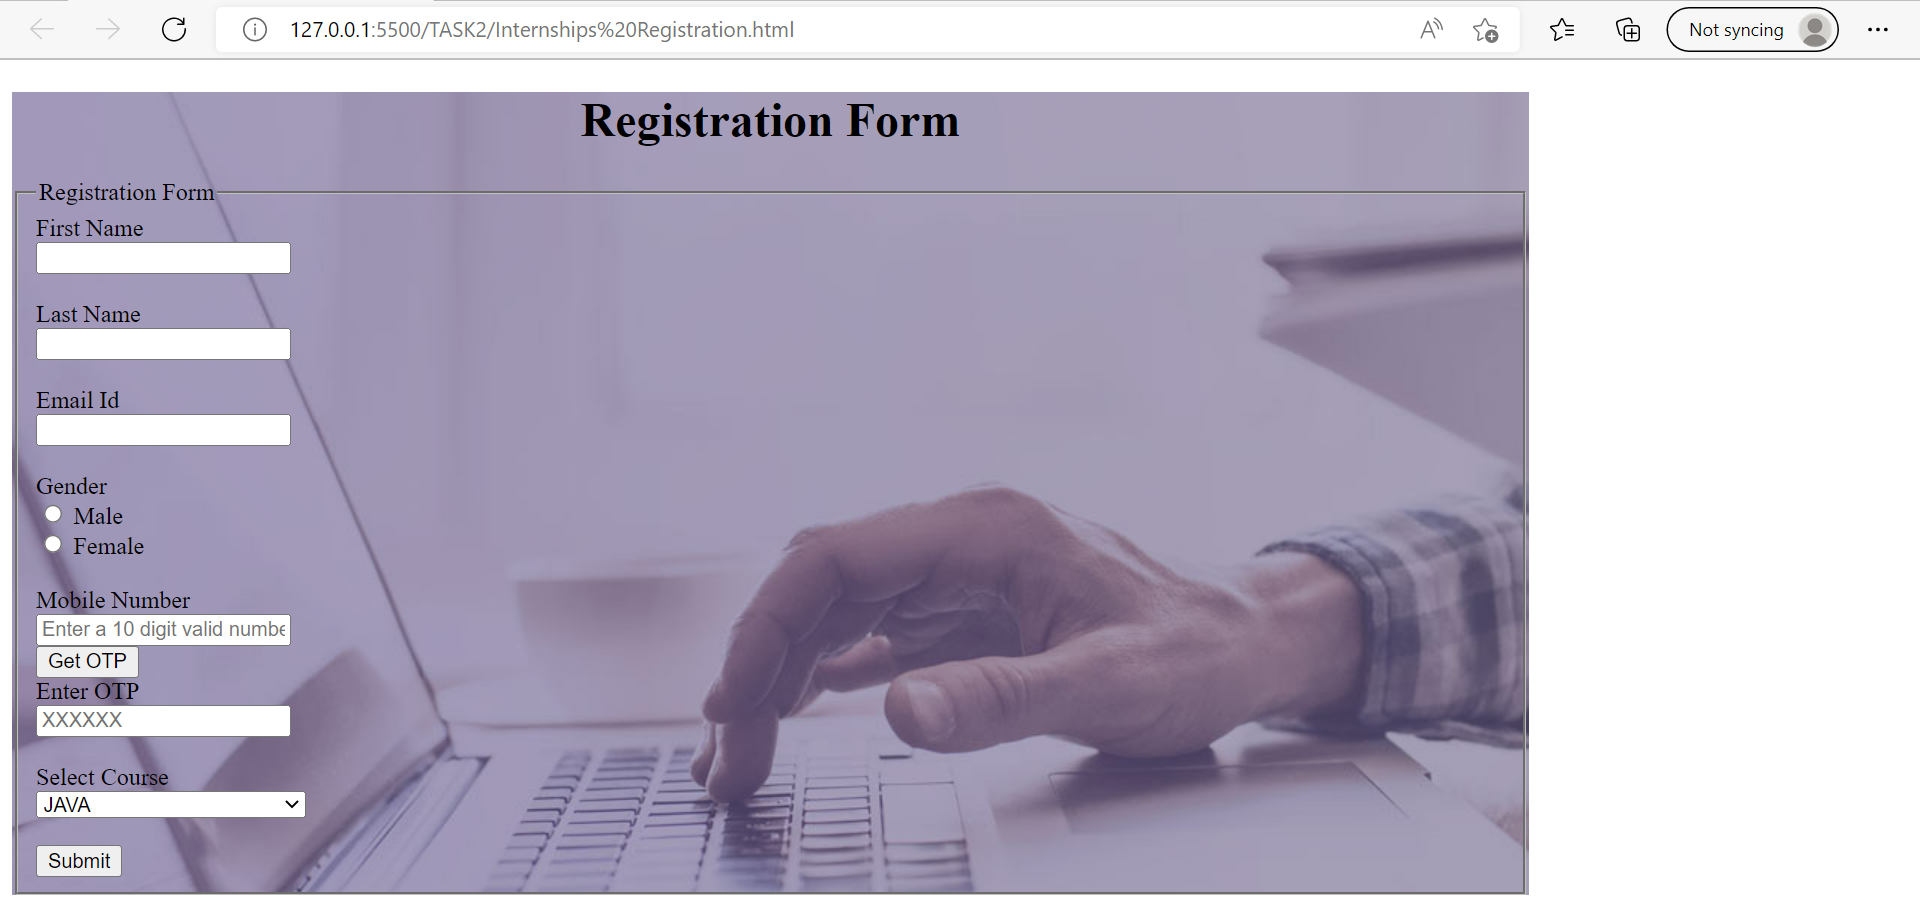 127.0.0.1:5500/TASK2/Internships%20Registration.html
Not syncing
Registration Form
Registration Form
First Name
Last Name
Email Id
Gender
Male
Female
Mobile Number
Enter a 10 digit valid numbe
Get OTP
Enter OTP
XXXXXX
Select Course
JAVA
Submit